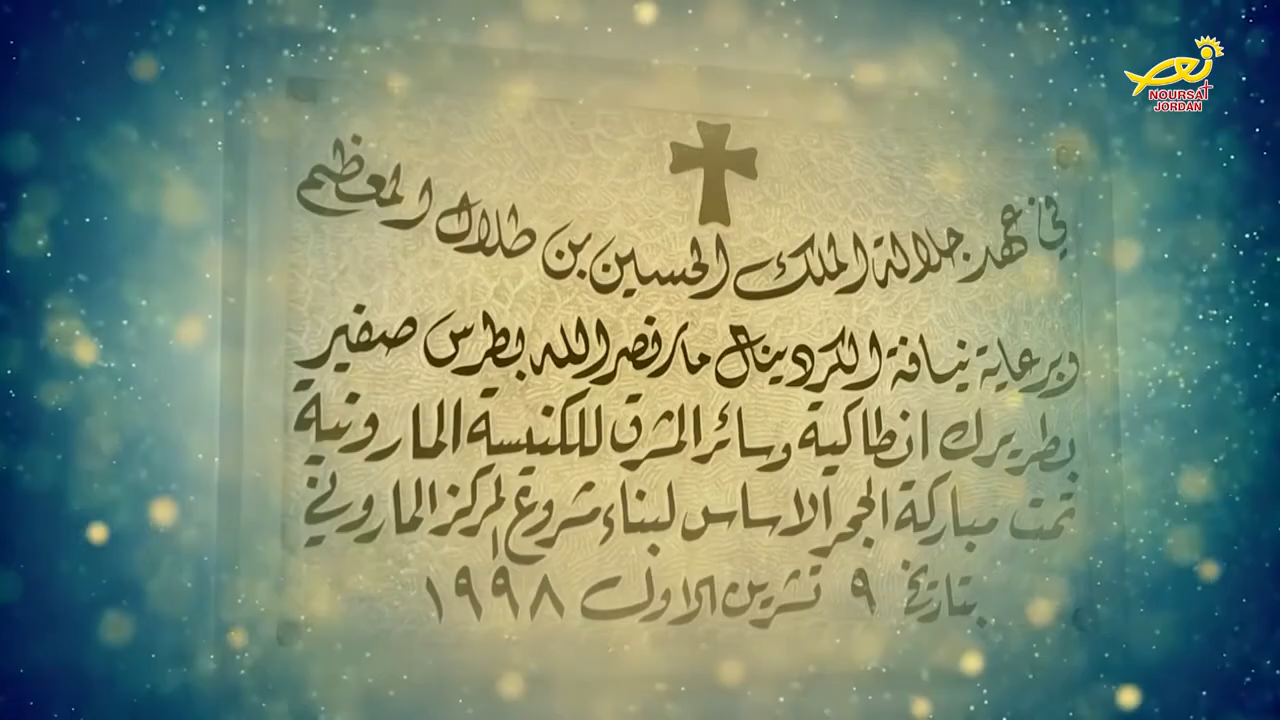 نور
NOURSAT
JORDAN
في عهد جلالة الملك الحسين بن طلال المعظم
وبرعاية نيافة الكردينال مار نصر الله بطرس صفير
بطريرك انطاكية وسائر المشرق للكنيسة المارونية
تمت مباركة الحجر الاساس لبناء مشروع المركز الماروني
بتاريخ ٩ تشرين الاول ١٩٩٨